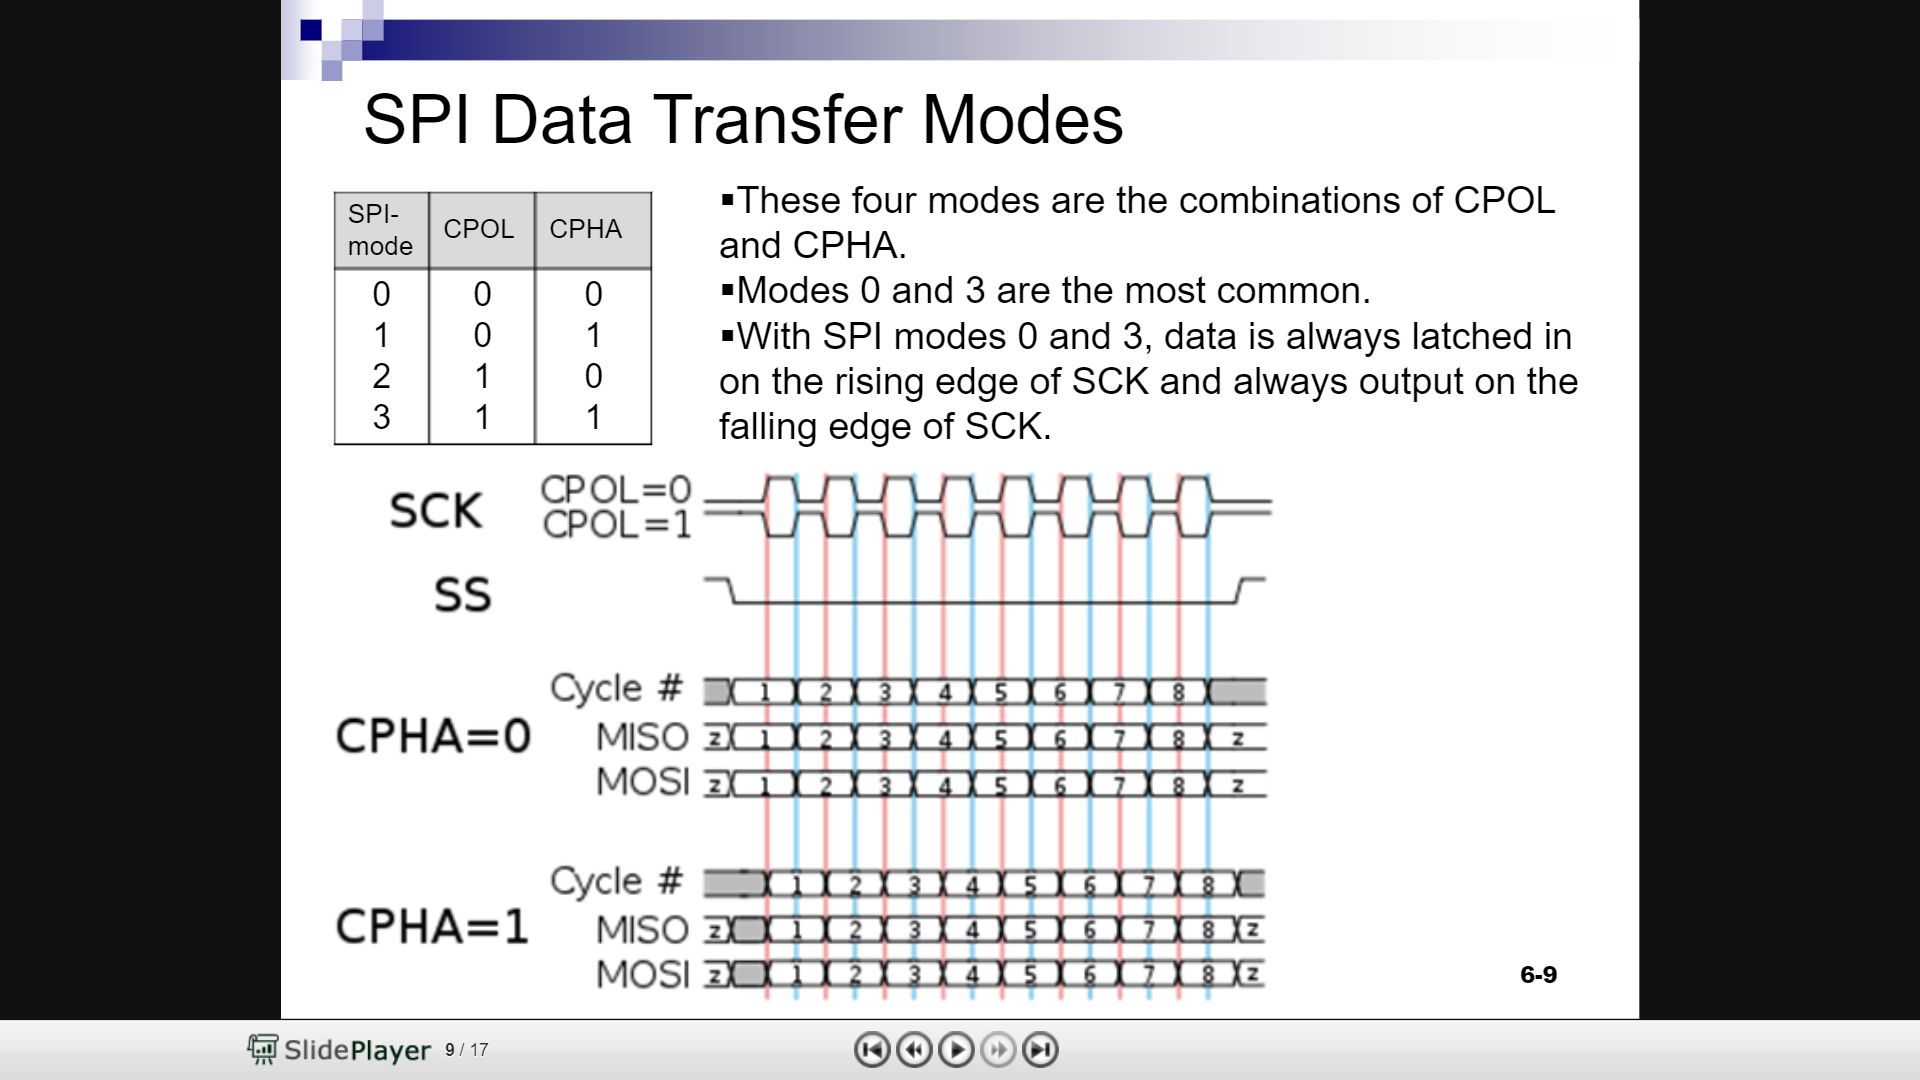 SPI Data Transfer Modes
SPI-
mode CPOL CPHA
0 0 0
1 0 1
2 1 0
3 1 1
▪These four modes are the combinations of CPOL
and CPHA.
▪Modes 0 and 3 are the most common.
▪With SPI modes 0 and 3, data is always latched in
on the rising edge of SCK and always output on the
falling edge of SCK.
SCK CPOL=0
CPOL=1
SS
Cycle # 1 2 3 4 5 6 7 8
CPHA=0 MISO z 1 2 3 4 5 6 7 8 z
MOSI z 1 2 3 4 5 6 7 8 z
Cycle # 1 2 3 4 5 6 7 8
CPHA=1 MISO z 1 2 3 4 5 6 7 8 z
MOSI z 1 2 3 4 5 6 7 8 z
6-9
SlidePlayer 9 / 17